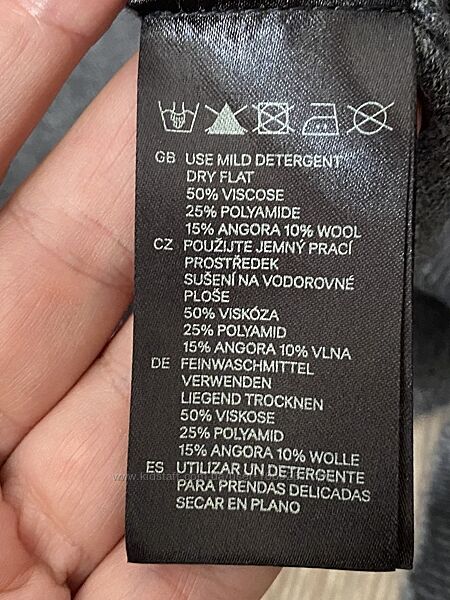 GB USE MILD DETERGENT
DRY FLAT
50% VISCOSE
25% POLYAMIDE
15% ANGORA 10% WOOL
CZ POUŽIJTE JEMNÝ PRACÍ
PROSTŘEDEK
SUŠENÍ NA VODOROVNÉ
PLOŠE
50% VISKÓZA
25% POLYAMID
15% ANGORA 10% VLNA
DE FEINWASCHMITTEL
VERWENDEN
LIEGEND TROCKNEN
50% VISKOSE
25% POLYAMID
15% ANGORA 10% WOLLE
ES UTILIZAR UN DETERGENTE
PARA PRENDAS DELICADAS
SECAR EN PLANO